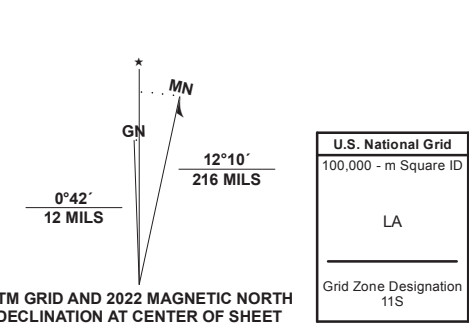 ★
MN
GN
12°10´
216 MILS
0°42´
12 MILS
TM GRID AND 2022 MAGNETIC NORTH
DECLINATION AT CENTER OF SHEET
U.S. National Grid
100,000 - m Square ID
LA
Grid Zone Designation
11S